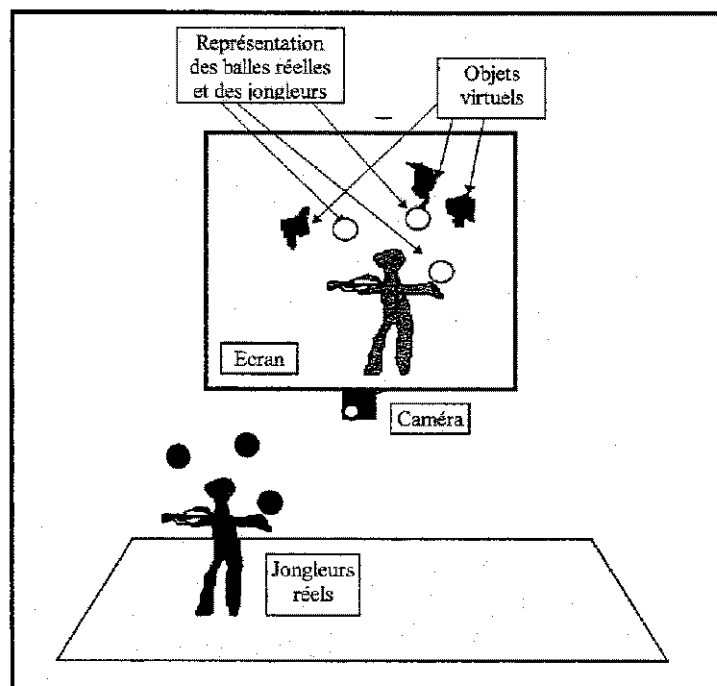 Représentation
des balles réelles
et des jongleurs
Objets
virtuels
Ecran
Caméra
Jongleurs
réels